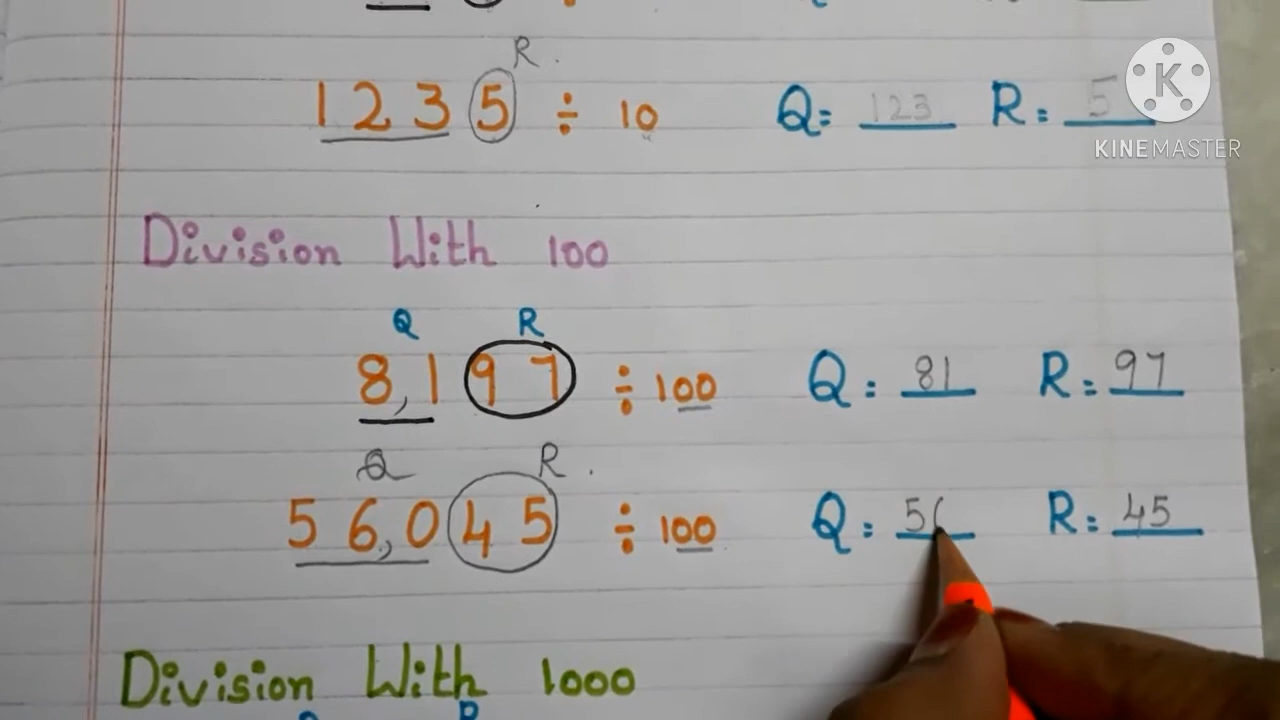 R.
1235 ÷ 10 Q= 123 R= 5
K
KINEMASTER
Division With 100
Q R
8,197 ÷ 100 Q= 81 R= 97
Q R.
56,045 ÷ 100 Q= 56 R= 45
Division With 1000
R